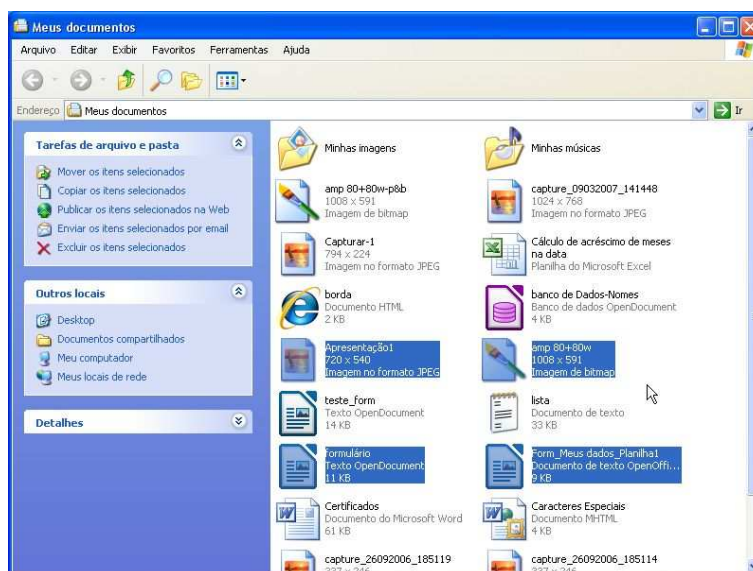 Meus documentos
Arquivo Editar Exibir Favoritos Ferramentas Ajuda
Endereço Meus documentos Ir
Tarefas de arquivo e pasta
Mover os itens selecionados
Copiar os itens selecionados
Publicar os itens selecionados na Web
Enviar os itens selecionados por email
Excluir os itens selecionados
Outros locais
Desktop
Documentos compartilhados
Meu computador
Meus locais de rede
Detalhes
Minhas imagens
Minhas músicas
amp 80+80w-p&b
1008 x 591
Imagem de bitmap
capture_09032007_141448
1024 x 768
Imagem no formato JPEG
Capturar-1
794 x 224
Imagem no formato JPEG
Cálculo de acréscimo de meses
na data
Planilha do Microsoft Excel
borda
Documento HTML
2 KB
banco de Dados-Nomes
Banco de dados OpenDocument
4 KB
Apresentação1
720 x 540
Imagem no formato JPEG
amp 80+80w
1008 x 591
Imagem de bitmap
teste_form
Texto OpenDocument
14 KB
lista
Documento de texto
33 KB
formulário
Texto OpenDocument
11 KB
Form_Meus dados_Planilha1
Documento de texto OpenOffi...
9 KB
Certificados
Documento do Microsoft Word
61 KB
Caracteres Especiais
Documento MHTML
4 KB
capture_26092006_185119
capture_26092006_185114